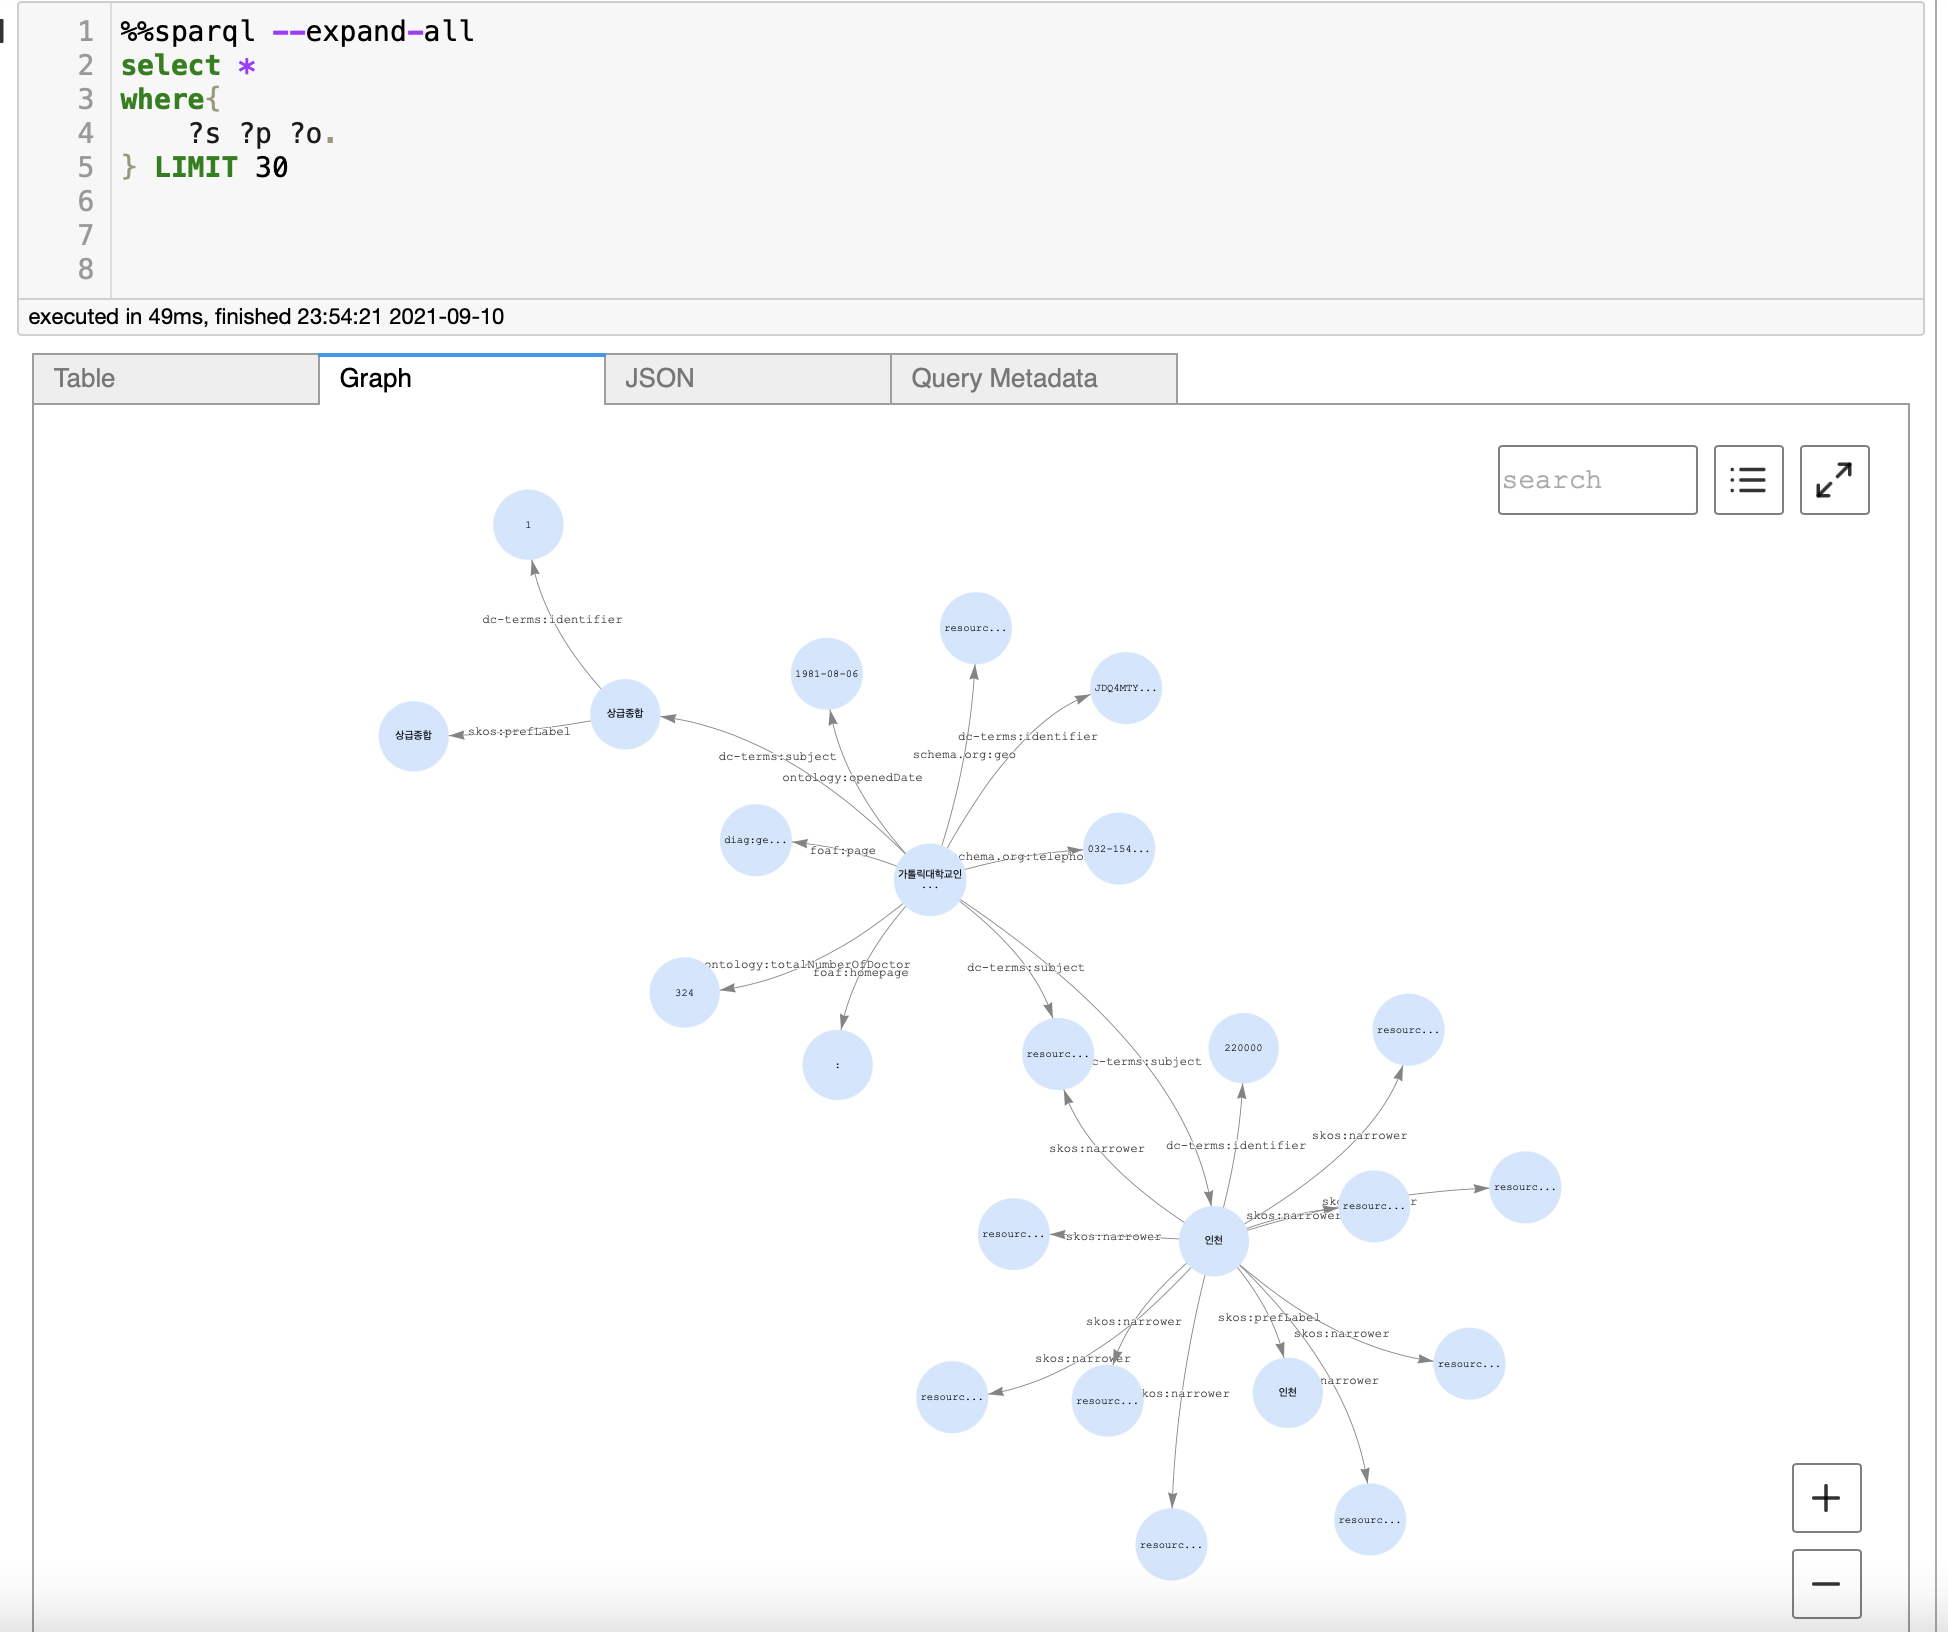 1 %%sparql --expand-all
2 select *
3 where{
4 ?s ?p ?o.
5 } LIMIT 30
6
7
8
executed in 49ms, finished 23:54:21 2021-09-10
Table
Graph
JSON
Query Metadata
search
1
dc-terms:identifier
resourc...
1981-08-06
JDQ4MTY...
상급종합
상급종합
skos:prefLabel
dc-terms:identifier
schema.org:geo
dc-terms:subject
ontology:openedDate
diag:ge...
foaf:page
chema.org:telepho
032-154...
가톨릭대학교인
...
ontology:totalNumberOfDoctor
foaf:homepage
dc-terms:subject
324
:
resourc...
c-terms:subject
220000
resourc...
skos:narrower
dc-terms:identifier
skos:narrower
resourc...
sk
r
resourc...
skos:narrower
resourc...
skos:narrower
인천
skos:narrower
skos:prefLabel
skos:narrower
skos:narrower
resourc...
narrower
resourc...
resourc...
kos:narrower
인천
resourc...
resourc...